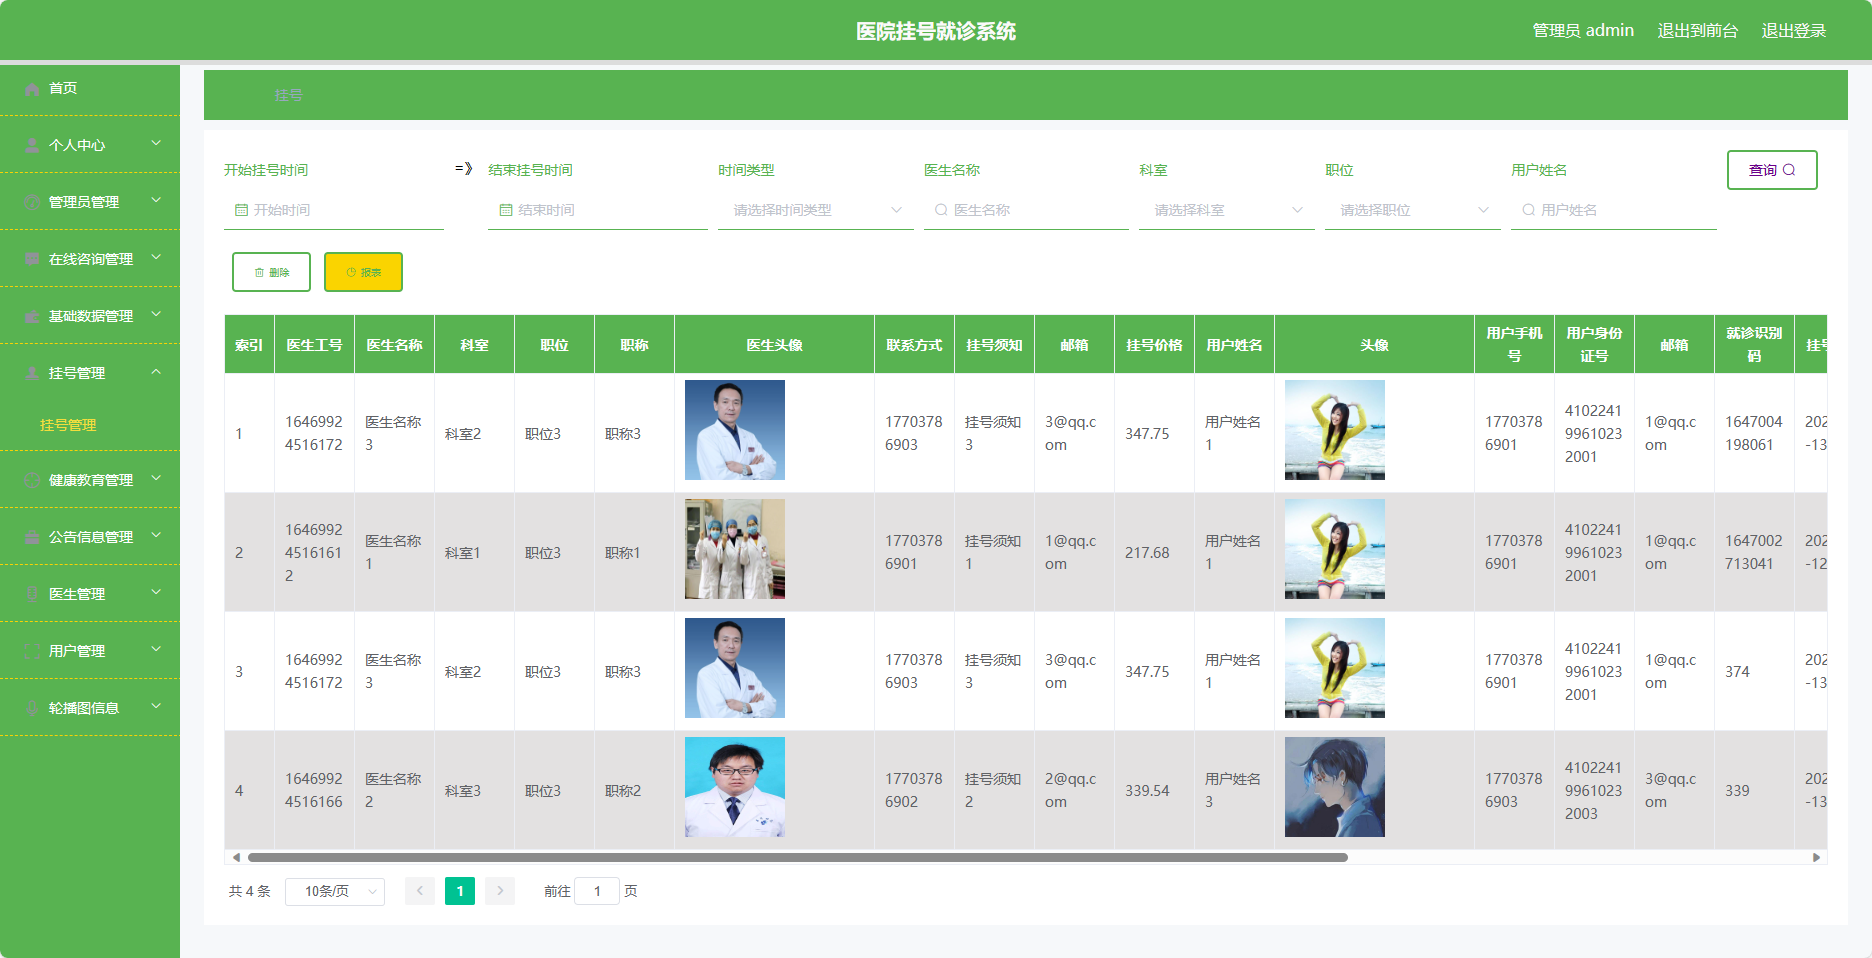 医院挂号就诊系统
管理员 admin 退出到前台 退出登录
首页
个人中心
管理员管理
在线咨询管理
基础数据管理
挂号管理
挂号管理
健康教育管理
公告信息管理
医生管理
用户管理
轮播图信息
挂号
开始挂号时间 =》 结束挂号时间 时间类型 医生名称 科室 职位 用户姓名 查询
开始时间 结束时间 请选择时间类型 医生名称 请选择科室 请选择职位 用户姓名
删除 报表
索引 医生工号 医生名称 科室 职位 职称 医生头像 联系方式 挂号须知 邮箱 挂号价格 用户姓名 头像 用户手机号 用户身份证号 邮箱 就诊识别码 挂号
1 16469924516172 医生名称3 科室2 职位3 职称3 17703786903 挂号须知3 3@qq.com 347.75 用户姓名1 17703786901 410224199610232001 1@qq.com 1647004198061 202-13
2 164699245161612 医生名称1 科室1 职位3 职称1 17703786901 挂号须知1 1@qq.com 217.68 用户姓名1 17703786901 410224199610232001 1@qq.com 1647002713041 202-12
3 16469924516172 医生名称3 科室2 职位3 职称3 17703786903 挂号须知3 3@qq.com 347.75 用户姓名1 17703786901 410224199610232001 1@qq.com 374 202-13
4 16469924516166 医生名称2 科室3 职位3 职称2 17703786902 挂号须知2 2@qq.com 339.54 用户姓名3 17703786903 410224199610232003 3@qq.com 339 202-13
共 4 条 10条/页 1 前往 1 页